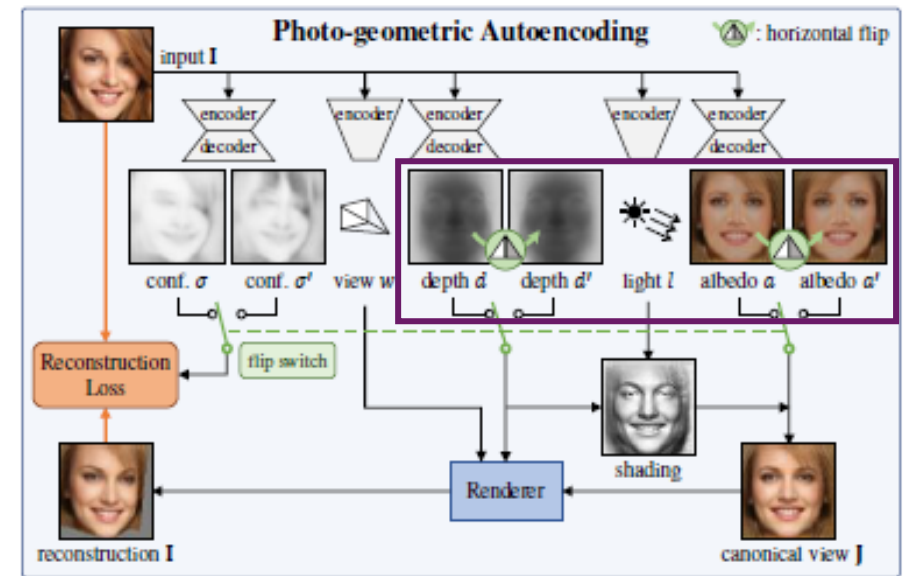 Photo-geometric Autoencoding
: horizontal flip
input I
encoder
decoder
encoder
encoder
decoder
encoder
encoder
decoder
conf. σ
conf. σ'
view w
depth d
depth d'
light l
albedo a
albedo a'
flip switch
Reconstruction
Loss
shading
Renderer
reconstruction I
canonical view J